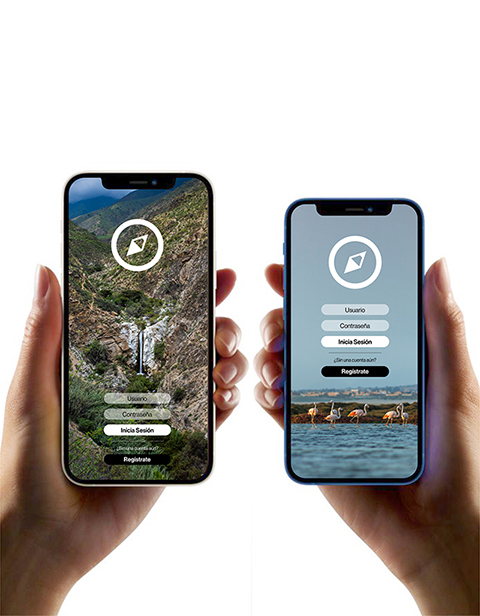 Usuario
Contraseña
Inicia Sesión
¿Sin una cuenta aún?
Registrate
Usuario
Contraseña
Inicia Sesión
¿Sin una cuenta aún?
Registrate